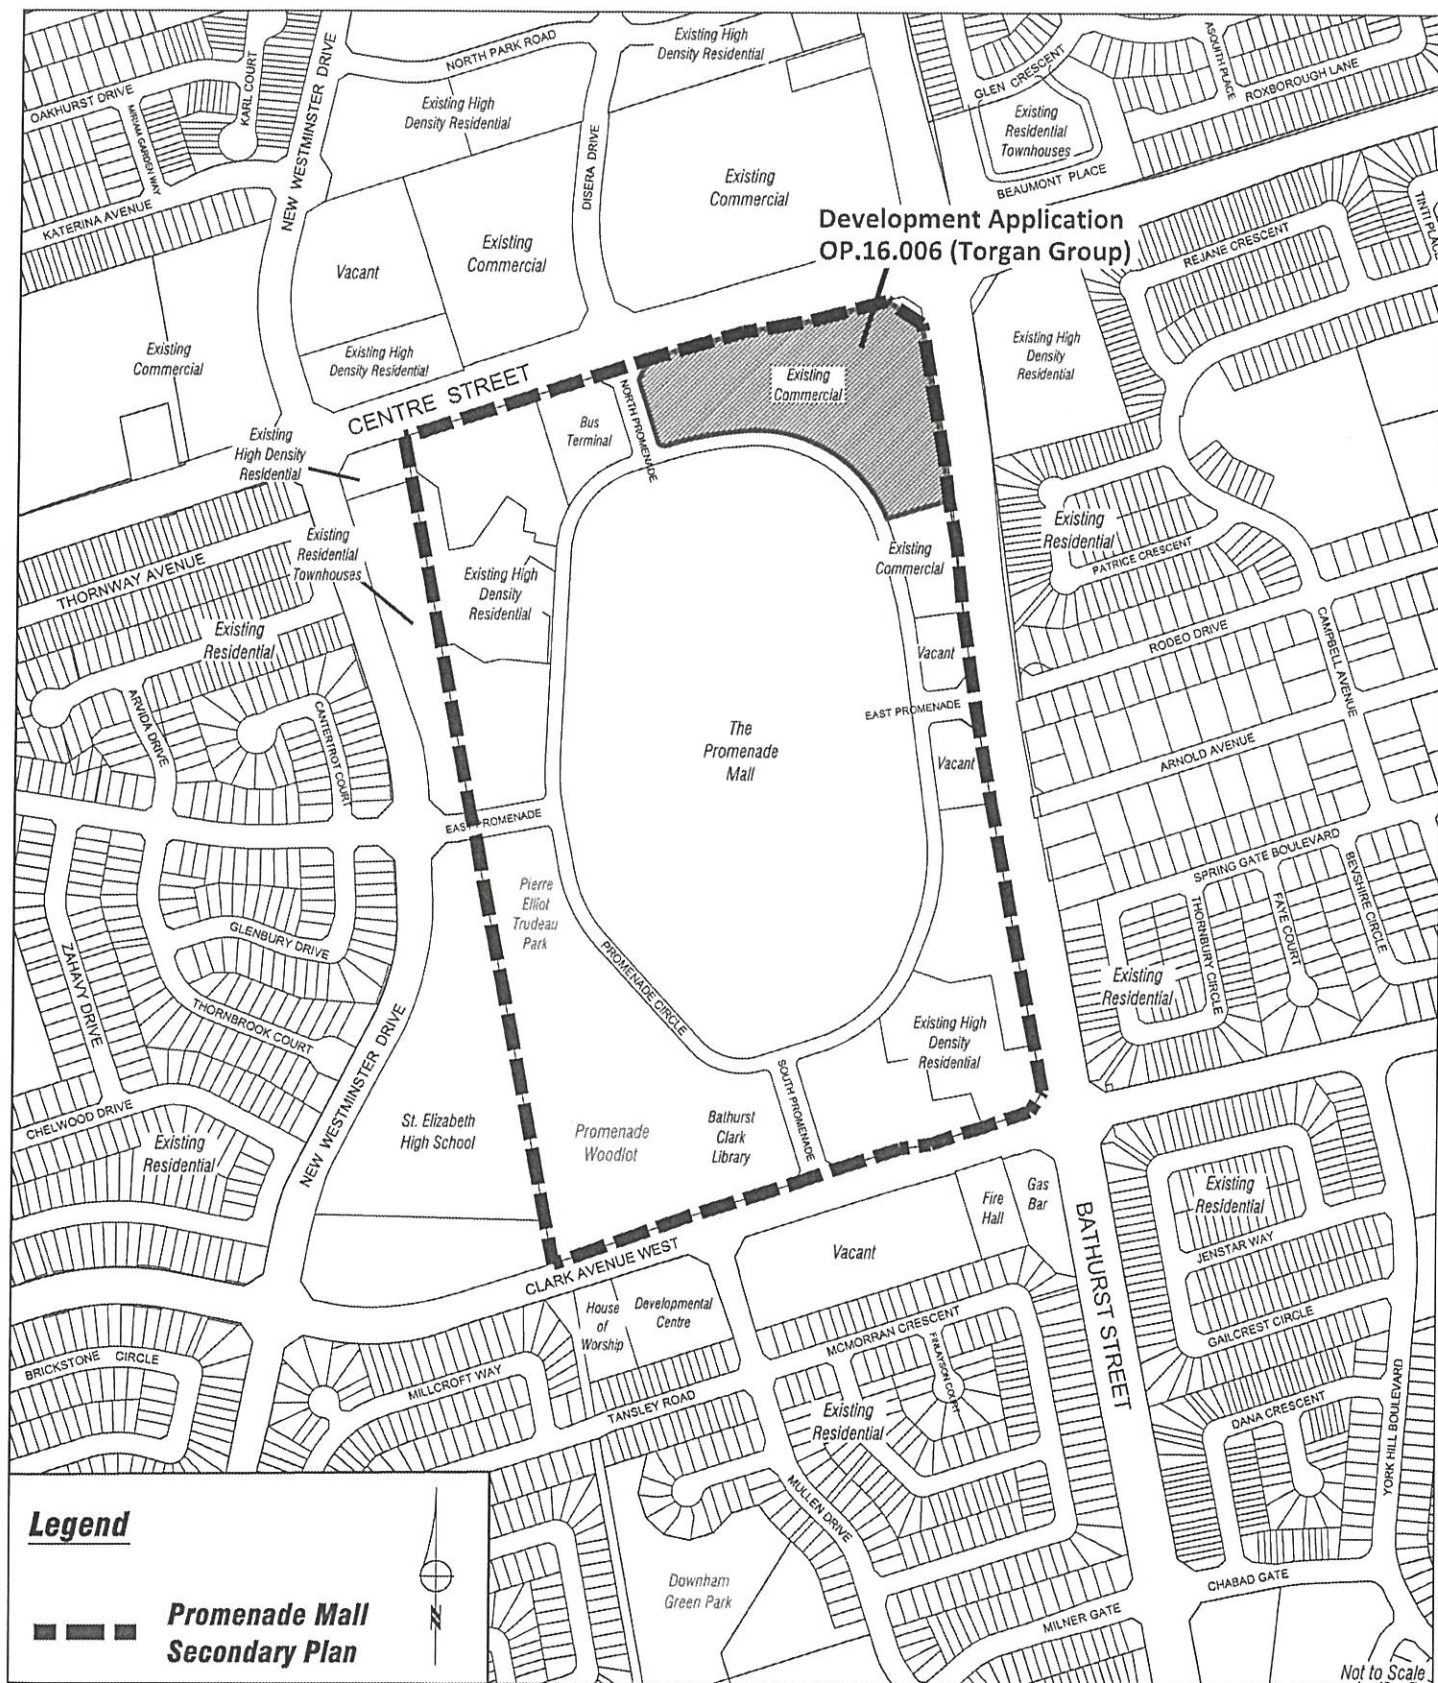 NORTH PARK ROAD
Existing High
Density Residential
ASQUITH PLACE
OAKHURST DRIVE
KARL COURT
NEW WESTMINSTER DRIVE
Existing High
Density Residential
GLEN CRESCENT
ROXBOROUGH LANE
MIRIAM GARDEN WAY
DISERA DRIVE
Existing
Residential
Townhouses
KATERINA AVENUE
BEAUMONT PLACE
Existing
Commercial
TINTI PLACE
Development Application
OP.16.006 (Torgan Group)
REJANE CRESCENT
Vacant
Existing
Commercial
Existing
Commercial
Existing High
Density Residential
Existing High
Density
Residential
CENTRE STREET
NORTH PROMENADE
Existing
Commercial
Bus
Terminal
Existing
High Density
Residential
Existing
Residential
Townhouses
Existing
Residential
PATRICE CRESCENT
THORNWAY AVENUE
Existing High
Density
Residential
Existing
Commercial
Existing
Residential
RODEO DRIVE
CAMPBELL AVENUE
Vacant
ARVIDA DRIVE
CANTERTROT COURT
EAST PROMENADE
The
Promenade
Mall
ARNOLD AVENUE
Vacant
EAST PROMENADE
SPRING GATE BOULEVARD
BEVSHIRE CIRCLE
THORNBURY CIRCLE
FAYE COURT
Pierre
Elliot
Trudeau
Park
GLENBURY DRIVE
ZAHAVY DRIVE
PROMENADE CIRCLE
Existing
Residential
THORNBROOK COURT
NEW WESTMINSTER DRIVE
Existing High
Density
Residential
SOUTH PROMENADE
CHELWOOD DRIVE
Existing
Residential
St. Elizabeth
High School
Promenade
Woodlot
Bathurst
Clark
Library
Fire
Hall
Gas
Bar
BATHURST STREET
Existing
Residential
JENSTAR WAY
CLARK AVENUE WEST
Vacant
House
of
Worship
Developmental
Centre
MCMORRAN CRESCENT
FINLAYSON COURT
GAILCREST CIRCLE
BRICKSTONE CIRCLE
MILLCROFT WAY
TANSLEY ROAD
Existing
Residential
DANA CRESCENT
YORK HILL BOULEVARD
MULLEN DRIVE
Downham
Green Park
CHABAD GATE
MILNER GATE
Legend
N
Promenade Mall
Secondary Plan
Not to Scale